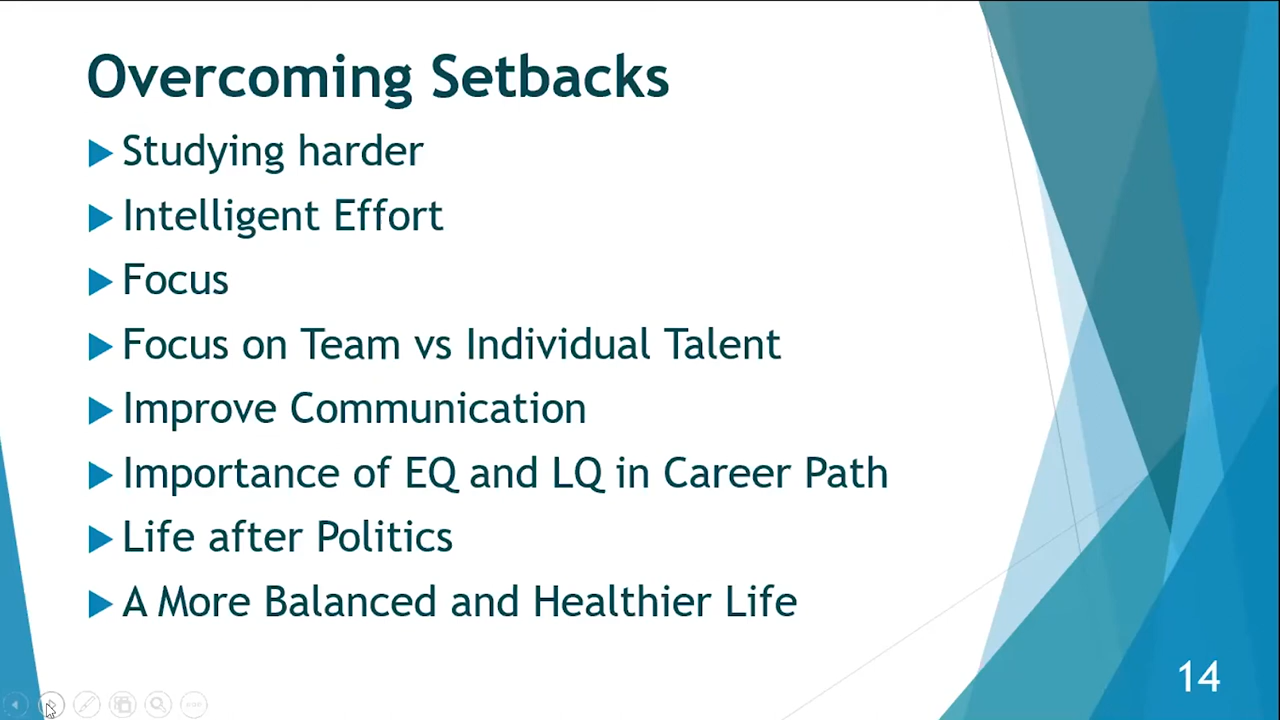 Overcoming Setbacks
Studying harder
Intelligent Effort
Focus
Focus on Team vs Individual Talent
Improve Communication
Importance of EQ and LQ in Career Path
Life after Politics
A More Balanced and Healthier Life
14